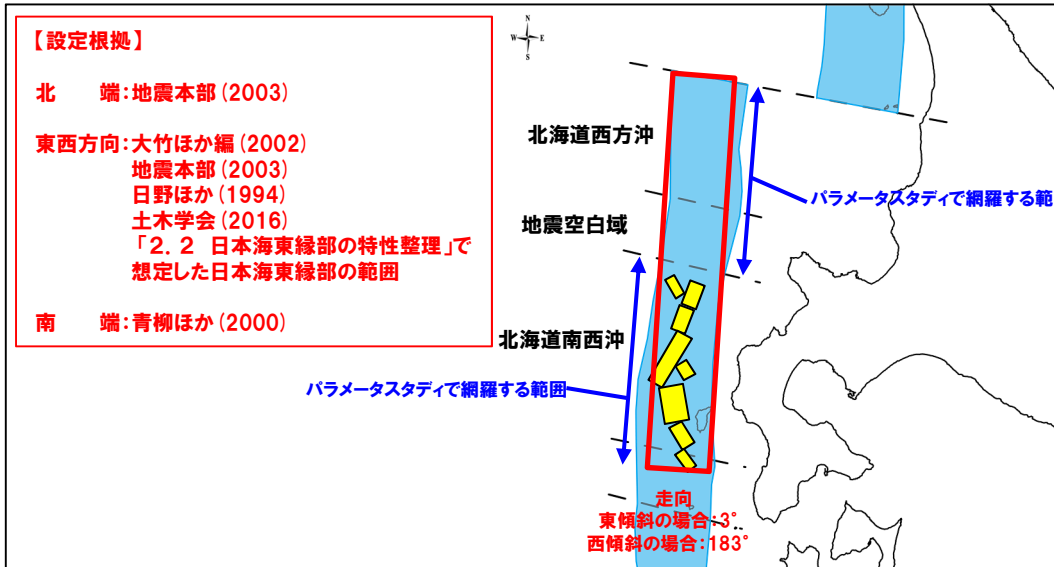 【設定根拠】
北　　端:地震本部(2003)
東西方向:大竹ほか編(2002)
地震本部(2003)
日野ほか(1994)
土木学会(2016)
「2.2 日本海東縁部の特性整理」で
想定した日本海東縁部の範囲
南　　端:青柳ほか(2000)
N
W E
S
北海道西方沖
パラメータスタディで網羅する範
地震空白域
北海道南西沖
パラメータスタディで網羅する範囲
走向
東傾斜の場合:3°
西傾斜の場合:183°